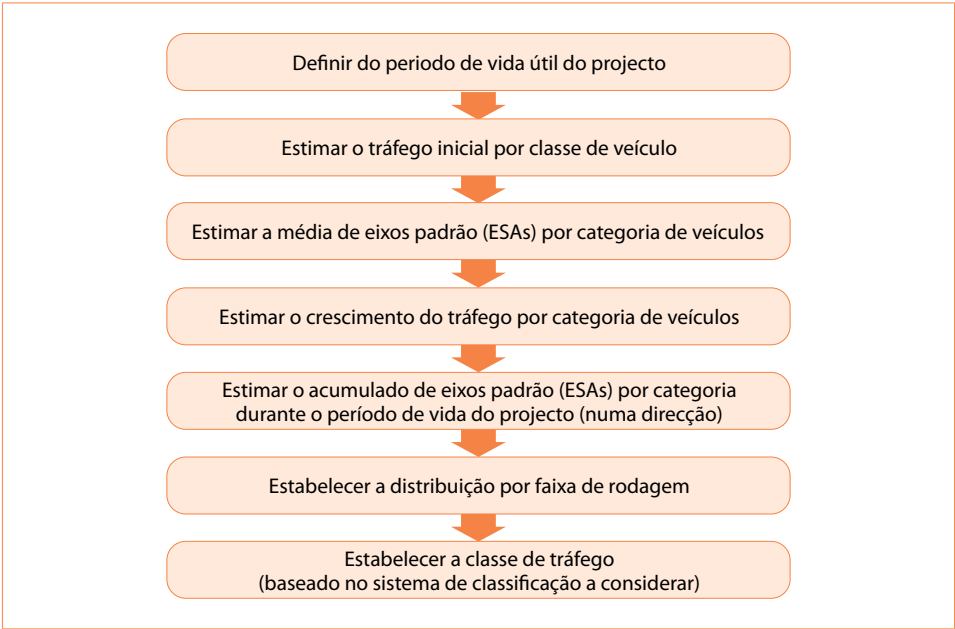 Definir do periodo de vida útil do projecto
Estimar o tráfego inicial por classe de veículo
Estimar a média de eixos padrão (ESAs) por categoria de veículos
Estimar o crescimento do tráfego por categoria de veículos
Estimar o acumulado de eixos padrão (ESAs) por categoria
durante o período de vida do projecto (numa direcção)
Estabelecer a distribuição por faixa de rodagem
Estabelecer a classe de tráfego
(baseado no sistema de classificação a considerar)